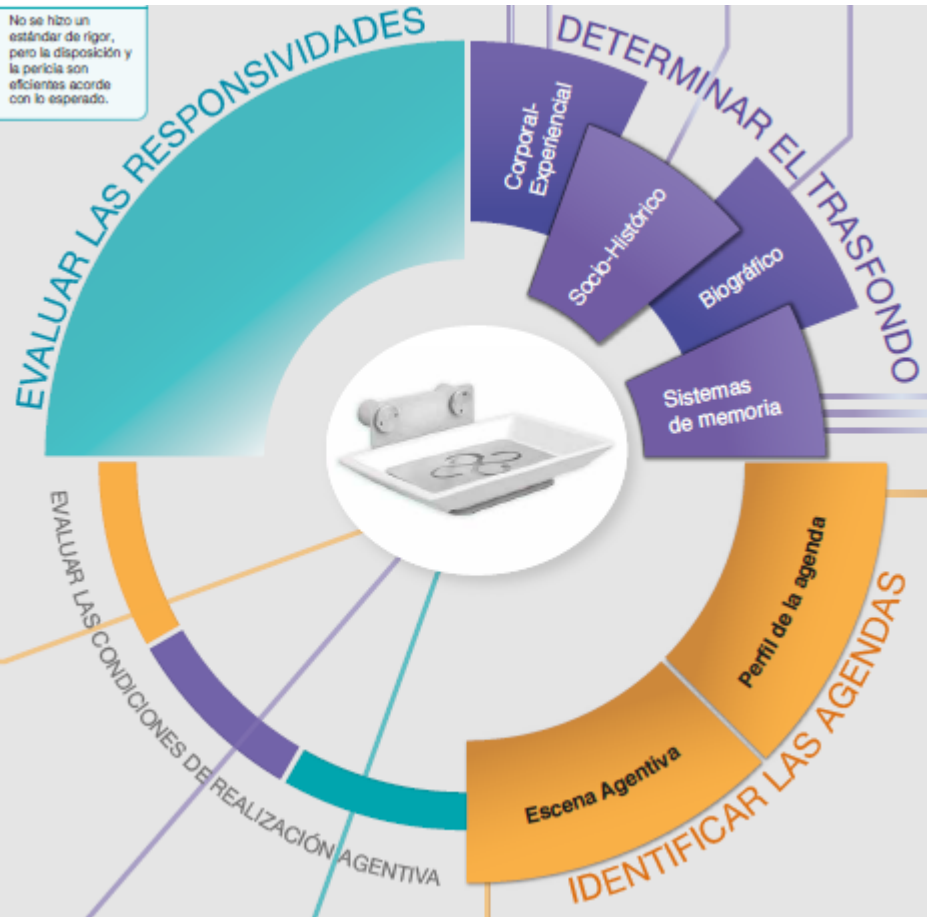 No se hizo un
estándar de rigor,
pero la disposición y
la pericia son
eficientes acorde
con lo esperado.
EVALUAR LAS RESPONSIVIDADES
DETERMINAR EL TRASFONDO
Corporal-
Experiencial
Socio-Histórico
Biográfico
Sistemas
de memoria
Perfil de la agenda
Escena Agentiva
IDENTIFICAR LAS AGENDAS
EVALUAR LAS CONDICIONES DE REALIZACIÓN AGENTIVA